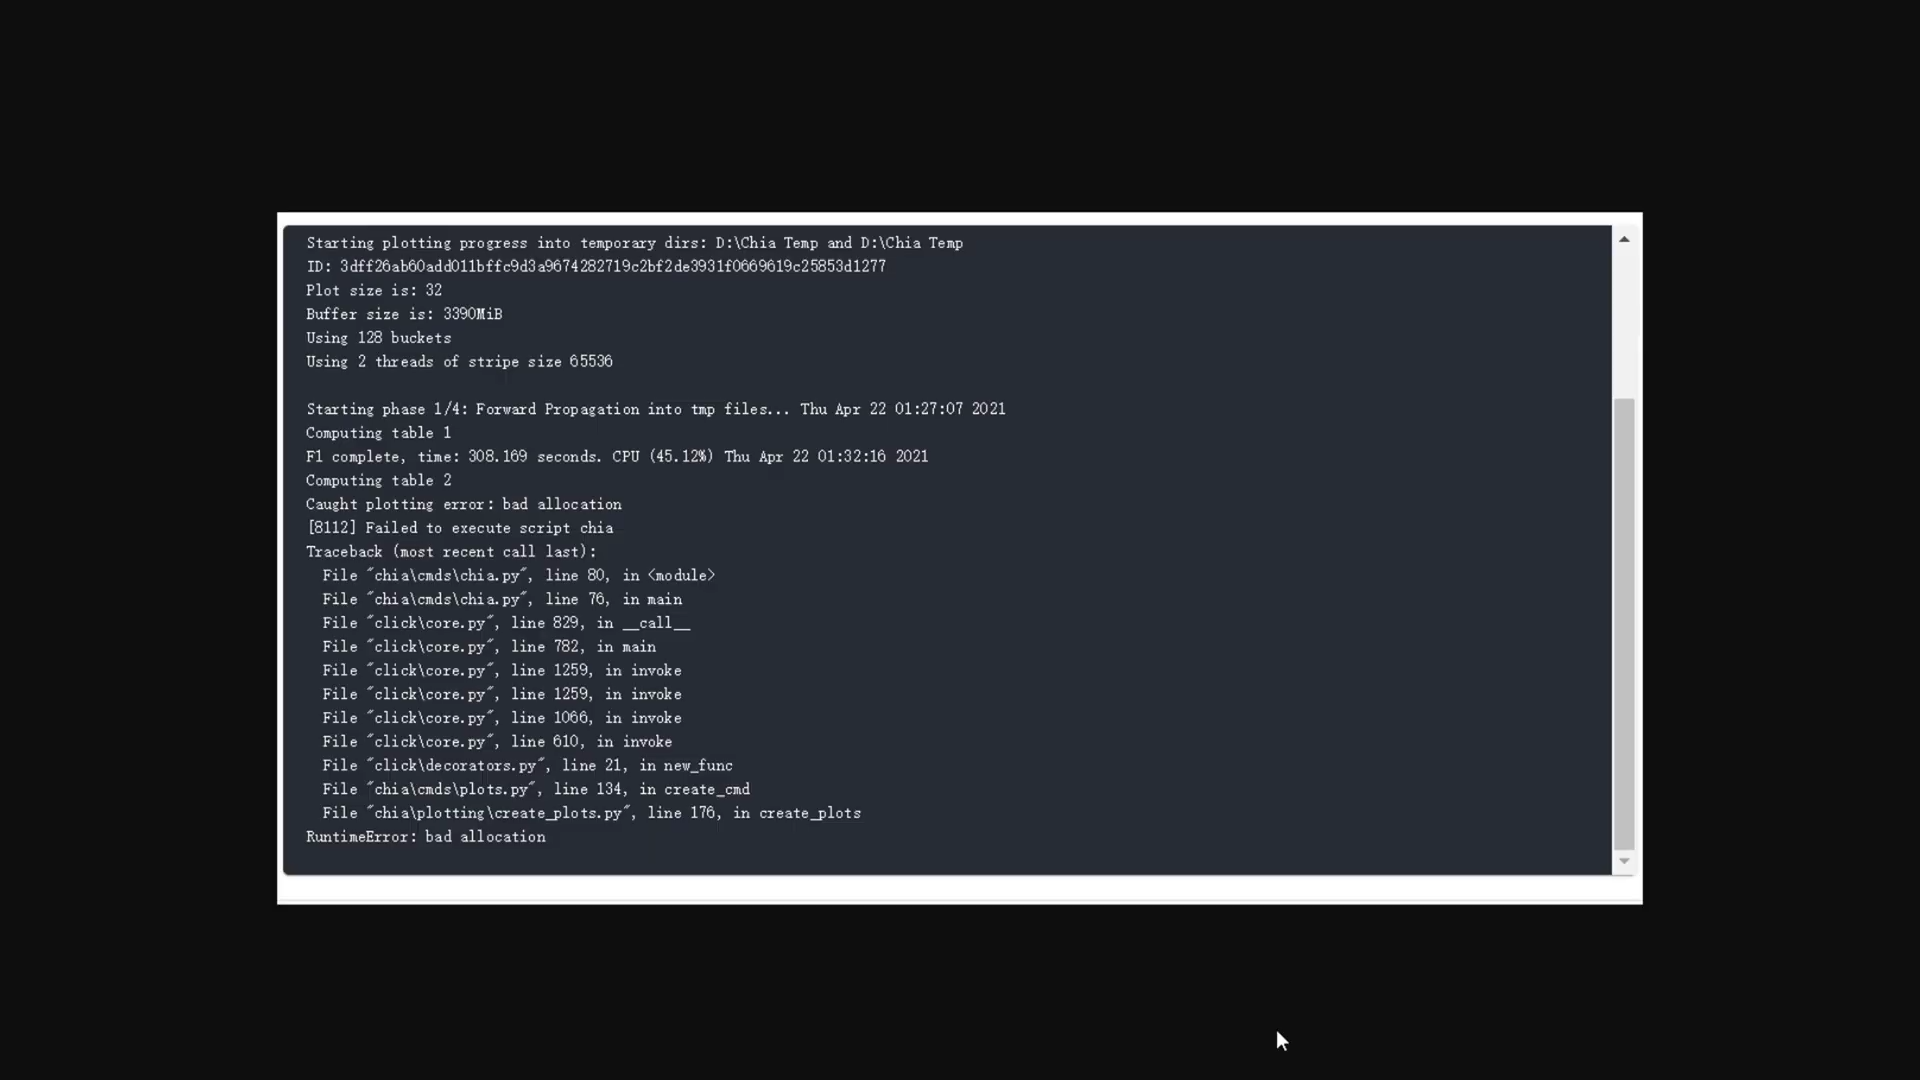 Starting plotting progress into temporary dirs: D:\Chia Temp and D:\Chia Temp
ID: 3dff26ab60add011bffc9d3a9674282719c2bf2de3931f0669619c25853d1277
Plot size is: 32
Buffer size is: 3390MiB
Using 128 buckets
Using 2 threads of stripe size 65536
Starting phase 1/4: Forward Propagation into tmp files... Thu Apr 22 01:27:07 2021
Computing table 1
F1 complete, time: 308.169 seconds. CPU (45.12%) Thu Apr 22 01:32:16 2021
Computing table 2
Caught plotting error: bad allocation
[8112] Failed to execute script chia
Traceback (most recent call last):
File "chia\cmds\chia.py", line 80, in <module>
File "chia\cmds\chia.py", line 76, in main
File "click\core.py", line 829, in __call__
File "click\core.py", line 782, in main
File "click\core.py", line 1259, in invoke
File "click\core.py", line 1259, in invoke
File "click\core.py", line 1066, in invoke
File "click\core.py", line 610, in invoke
File "click\decorators.py", line 21, in new_func
File "chia\cmds\plots.py", line 134, in create_cmd
File "chia\plotting\create_plots.py", line 176, in create_plots
RuntimeError: bad allocation